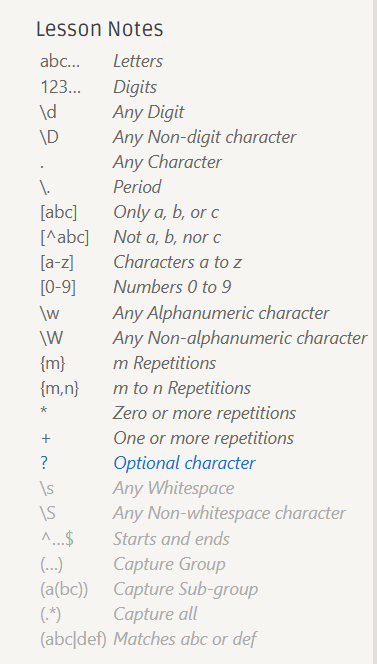 Lesson Notes
abc… Letters
123… Digits
\d Any Digit
\D Any Non-digit character
. Any Character
\. Period
[abc] Only a, b, or c
[^abc] Not a, b, nor c
[a-z] Characters a to z
[0-9] Numbers 0 to 9
\w Any Alphanumeric character
\W Any Non-alphanumeric character
{m} m Repetitions
{m,n} m to n Repetitions
* Zero or more repetitions
+ One or more repetitions
? Optional character
\s Any Whitespace
\S Any Non-whitespace character
^…$ Starts and ends
(…) Capture Group
(a(bc)) Capture Sub-group
(.*) Capture all
(abc|def) Matches abc or def